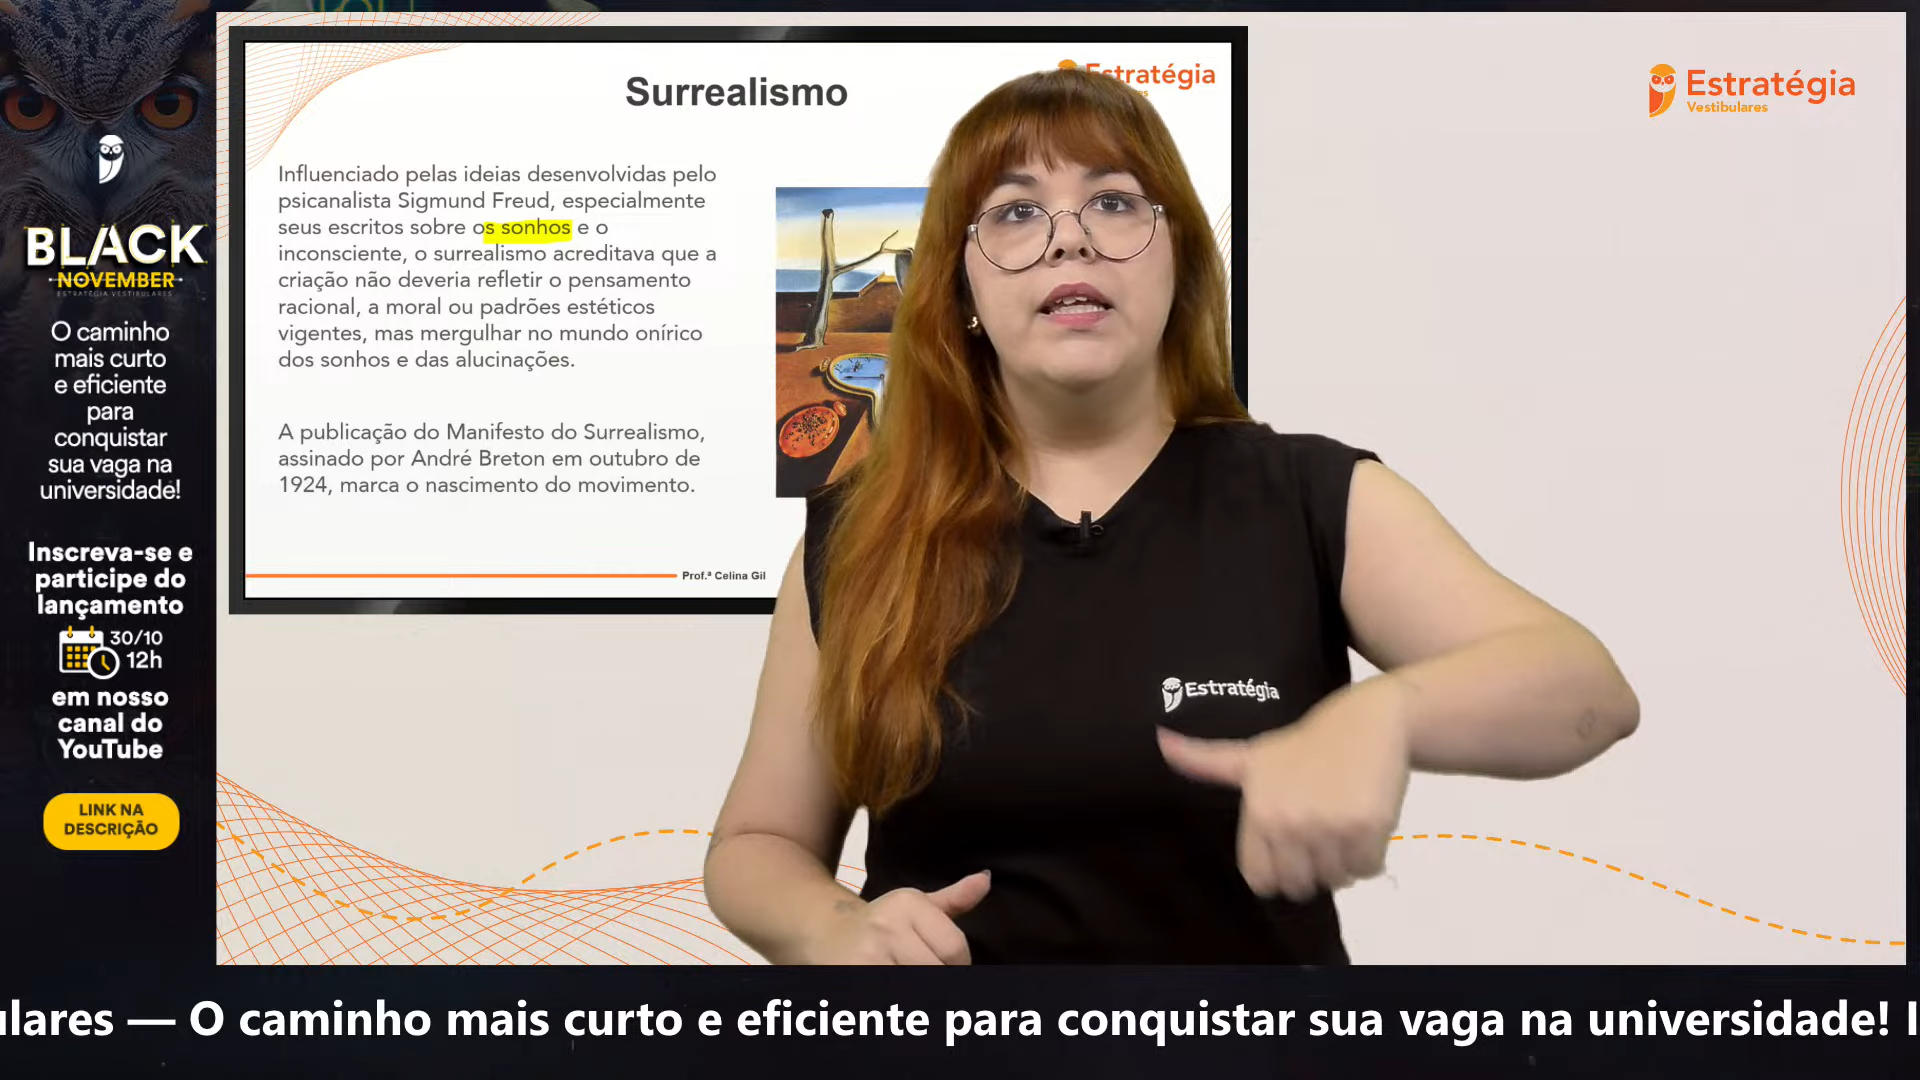 BLACK
NOVEMBER
ESTRATÉGIA VESTIBULARES
O caminho
mais curto
e eficiente
para
conquistar
sua vaga na
universidade!
Inscreva-se e
participe do
lançamento
30/10
12h
em nosso
canal do
YouTube
LINK NA
DESCRIÇÃO
Surrealismo
Estratégia
Influenciado pelas ideias desenvolvidas pelo
psicanalista Sigmund Freud, especialmente
seus escritos sobre os sonhos e o
inconsciente, o surrealismo acreditava que a
criação não deveria refletir o pensamento
racional, a moral ou padrões estéticos
vigentes, mas mergulhar no mundo onírico
dos sonhos e das alucinações.
A publicação do Manifesto do Surrealismo,
assinado por André Breton em outubro de
1924, marca o nascimento do movimento.
Prof.ª Celina Gil
Estratégia
Vestibulares
Estratégia
— O caminho mais curto e eficiente para conquistar sua vaga na universidade!